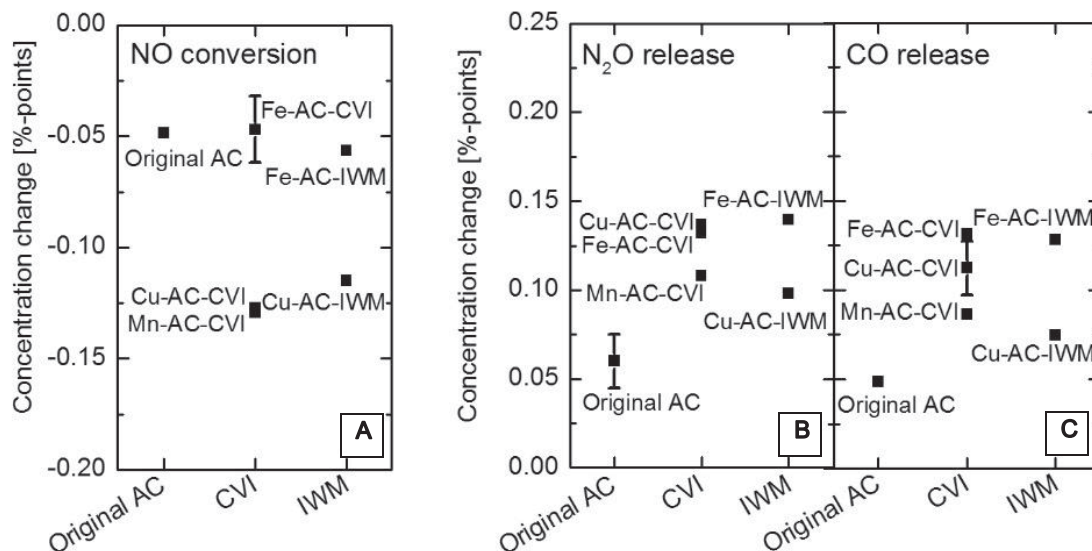 Concentration change [%-points]
0.00
-0.05
-0.10
-0.15
-0.20
NO conversion
Fe-AC-CVI
Original AC
Fe-AC-IWM
Cu-AC-CVI
Cu-AC-IWM
Mn-AC-CVI
A
Original AC
CVI
IWM
Concentration change [%-points]
0.25
0.20
0.15
0.10
0.05
0.00
N₂O release
Fe-AC-IWM
Cu-AC-CVI
Fe-AC-CVI
Mn-AC-CVI
Cu-AC-IWM
Original AC
B
Original AC
CVI
IWM
CO release
Fe-AC-CVI
Fe-AC-IWM
Cu-AC-CVI
Mn-AC-CVI
Cu-AC-IWM
Original AC
C
Original AC
CVI
IWM